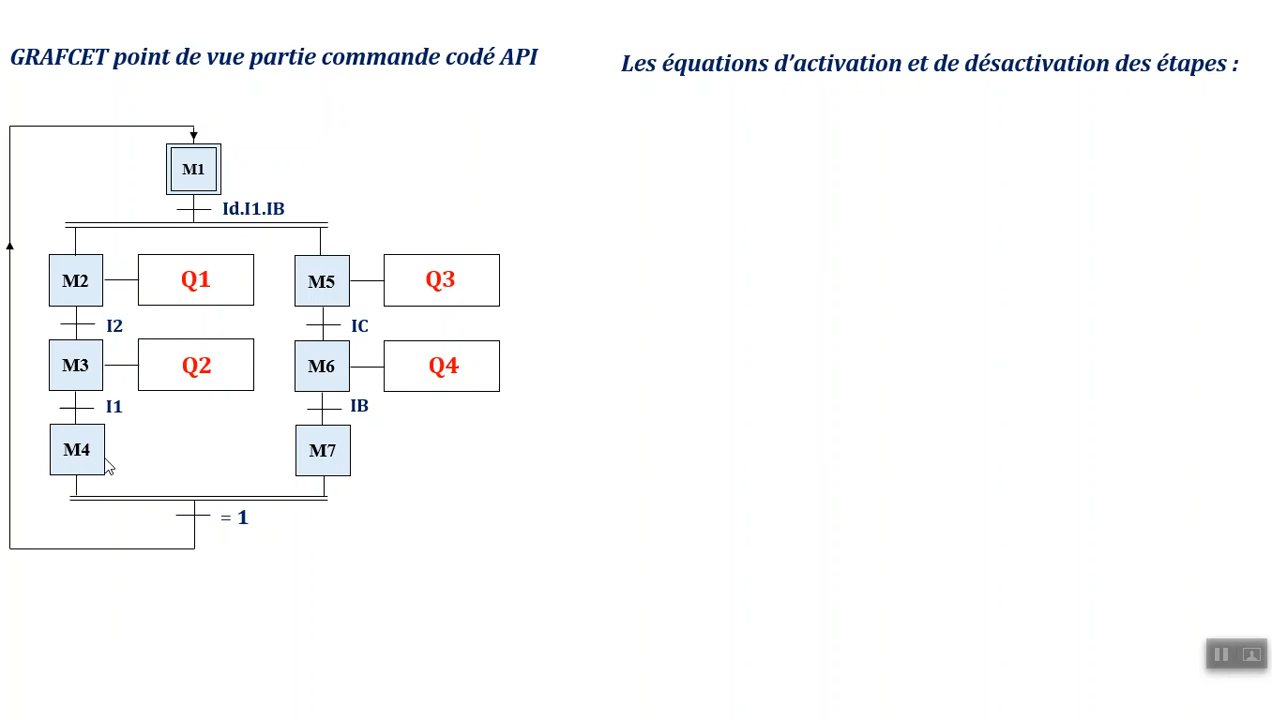 GRAFCET point de vue partie commande codé API
Les équations d'activation et de désactivation des étapes :
M1
Id.I1.IB
M2 Q1 M5 Q3
I2 IC
M3 Q2 M6 Q4
I1 IB
M4 M7
= 1